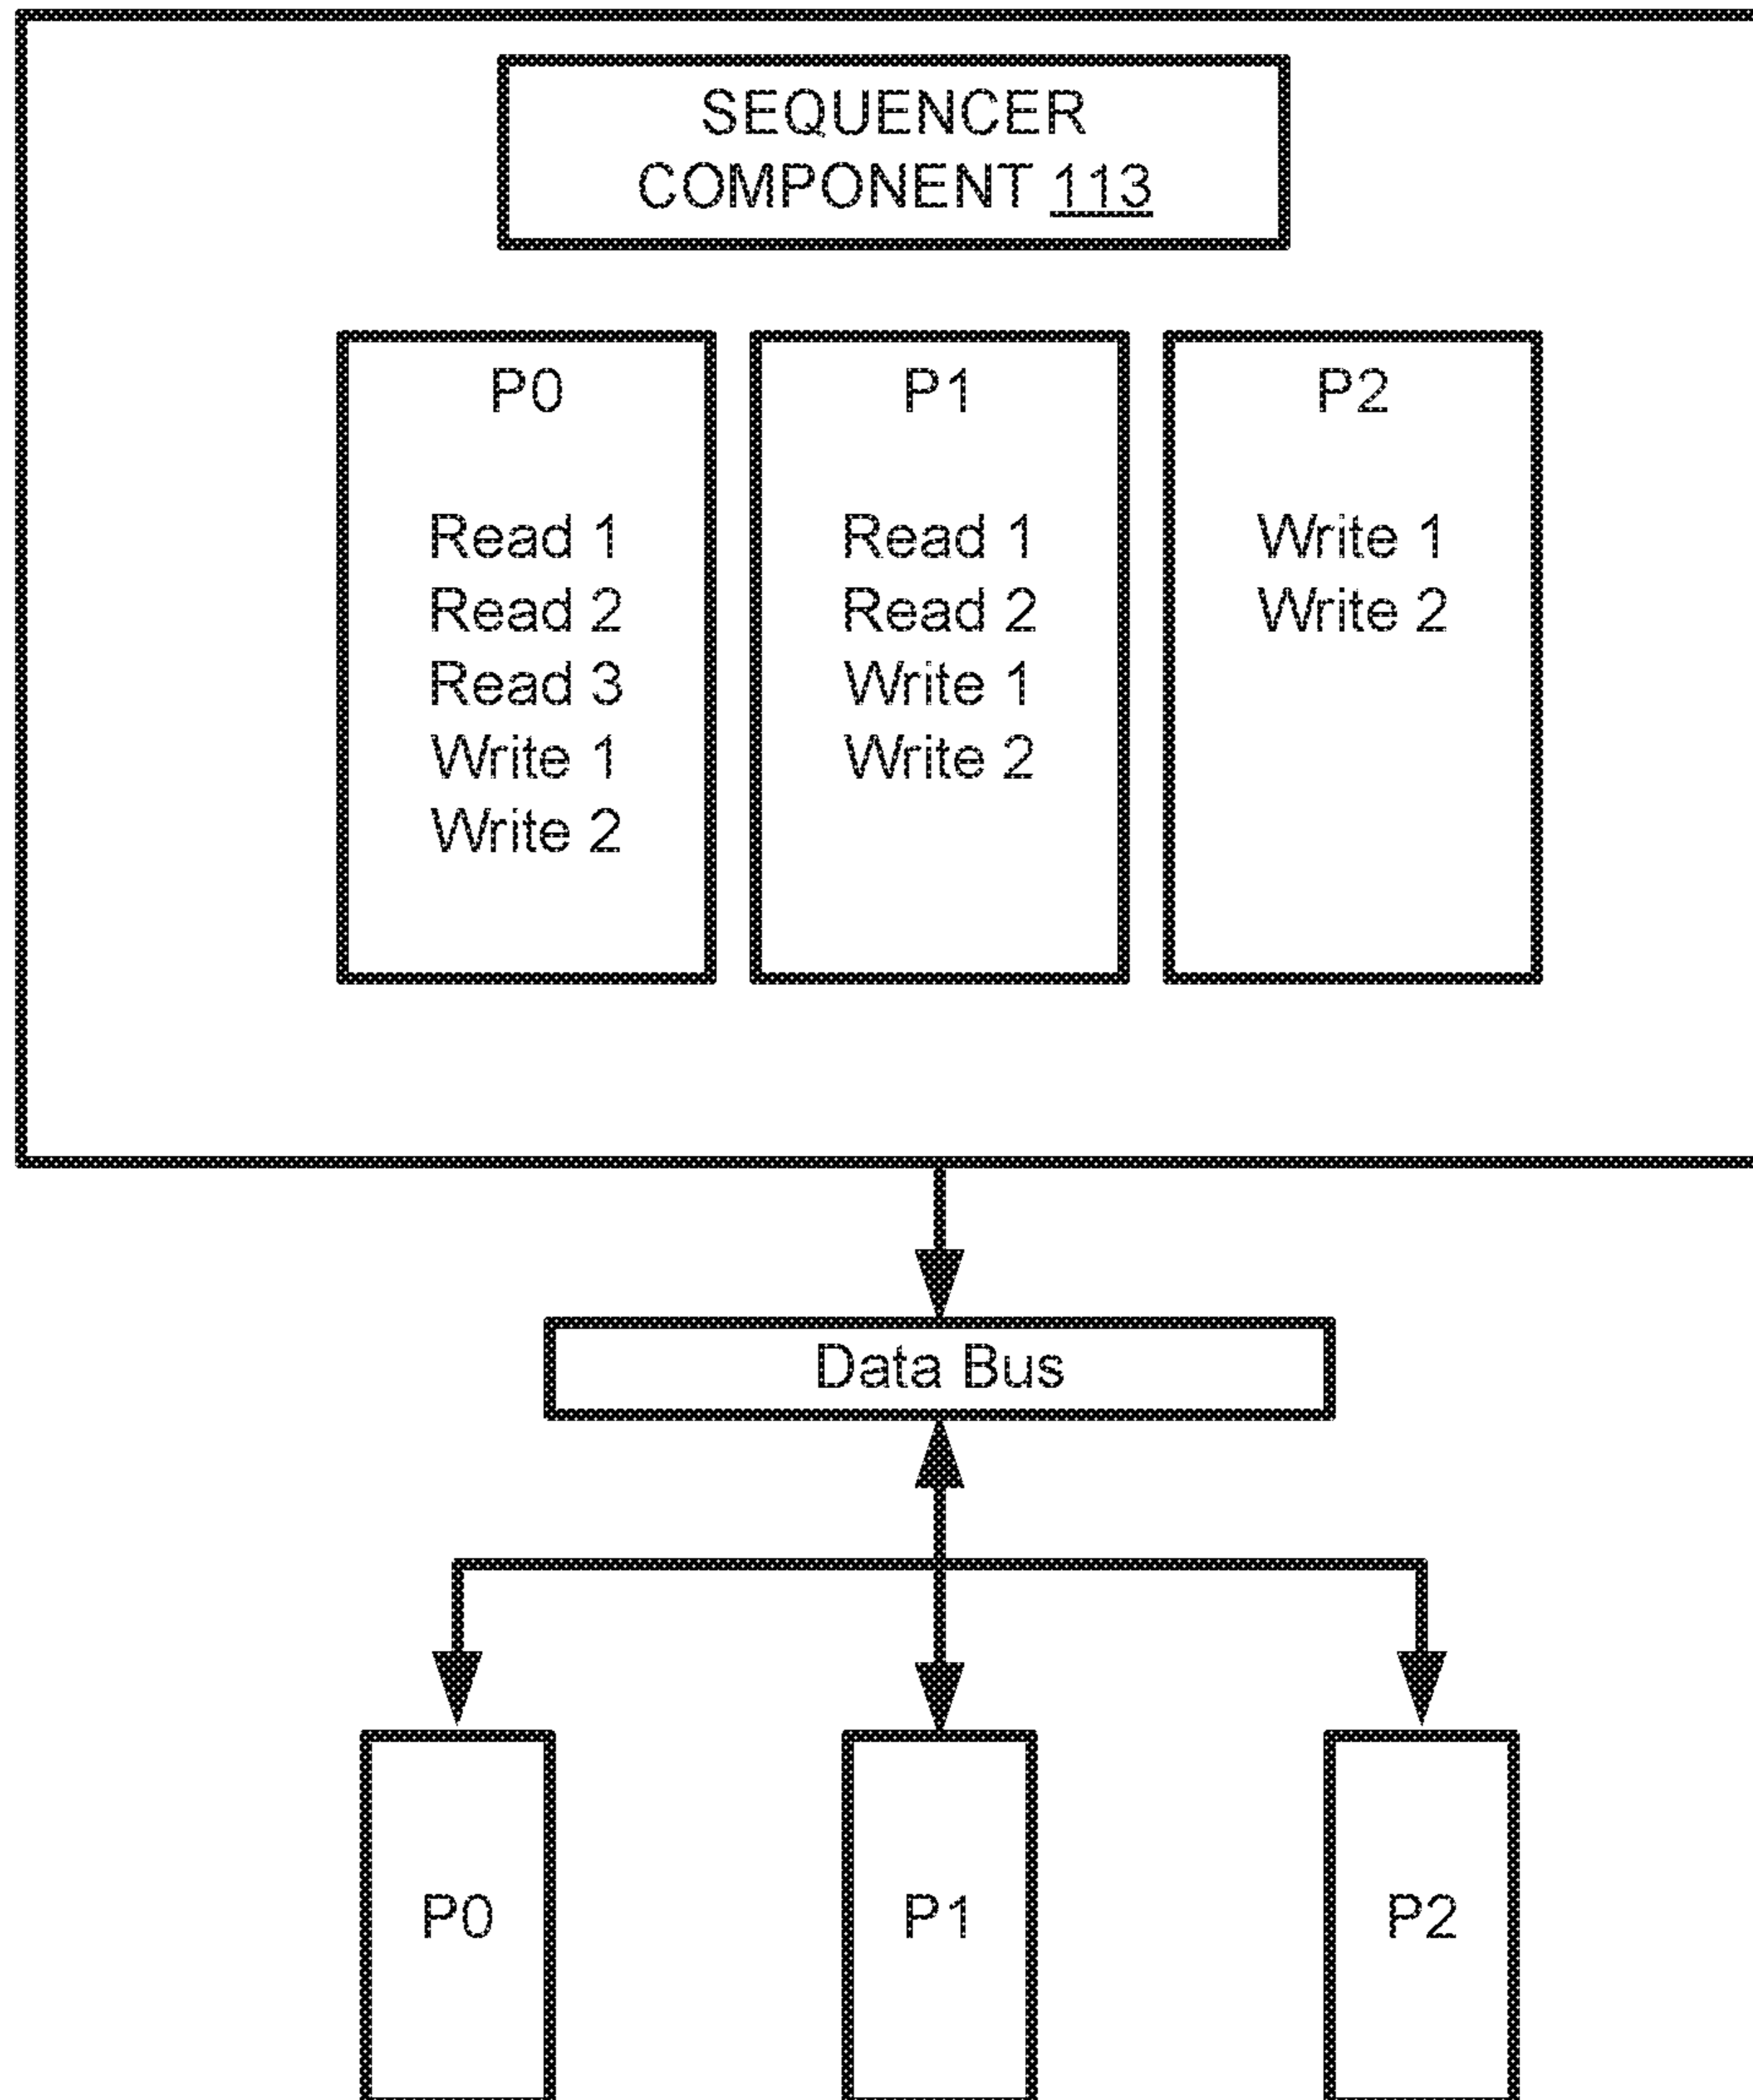 SEQUENCER
COMPONENT 113
P0
Read 1
Read 2
Read 3
Write 1
Write 2
P1
Read 1
Read 2
Write 1
Write 2
P2
Write 1
Write 2
Data Bus
P0
P1
P2